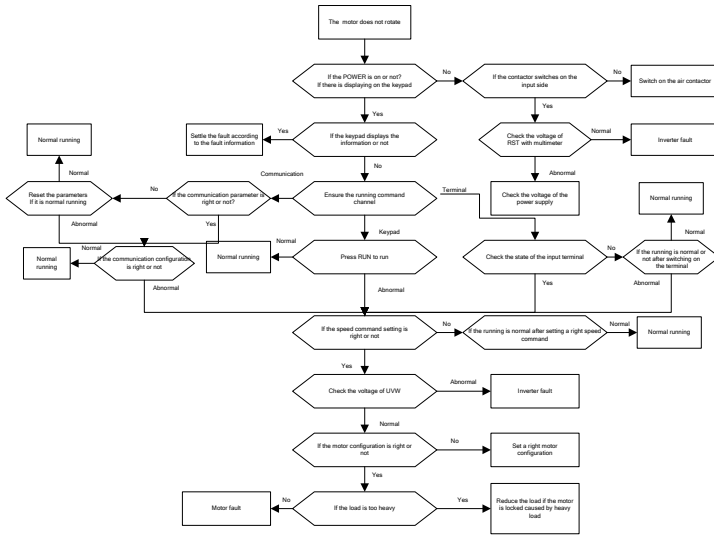 The motor does not rotate
If the POWER is on or not?
If there is displaying on the keypad
No
If the contactor switches on the
input side
No
Switch on the air contactor
Yes
Yes
Settle the fault according
to the fault information
Yes
If the keypad displays the
information or not
Check the voltage of
RST with multimeter
Normal
Inverter fault
Normal running
No
Abnormal
Normal
Communication
Check the voltage of the
power supply
Normal running
Reset the parameters
If it is normal running
No
If the communication parameter is
right or not?
Ensure the running command
channel
Terminal
Abnormal
Yes
Keypad
Normal
Normal
running
Normal
If the communication configuration
is right or not
Normal running
Normal
Press RUN to run
Check the state of the input terminal
No
If the running is normal or
not after switching on
the terminal
Abnormal
Abnormal
Yes
Abnormal
If the speed command setting is
right or not
No
If the running is normal after setting a right speed
command
Normal
Normal running
Yes
Check the voltage of UVW
Abnormal
Inverter fault
Normal
If the motor configuration is right or
not
No
Set a right motor
configuration
Yes
Motor fault
No
If the load is too heavy
Yes
Reduce the load if the motor
is locked caused by heavy
load